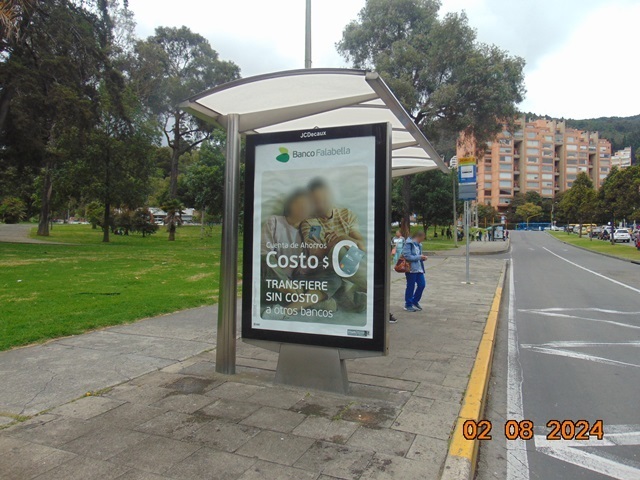 JCDecaux
Banco Falabella
Cuenta de Ahorros
Costo $0
TRANSFIERE
SIN COSTO
a otros bancos
02 08 2024